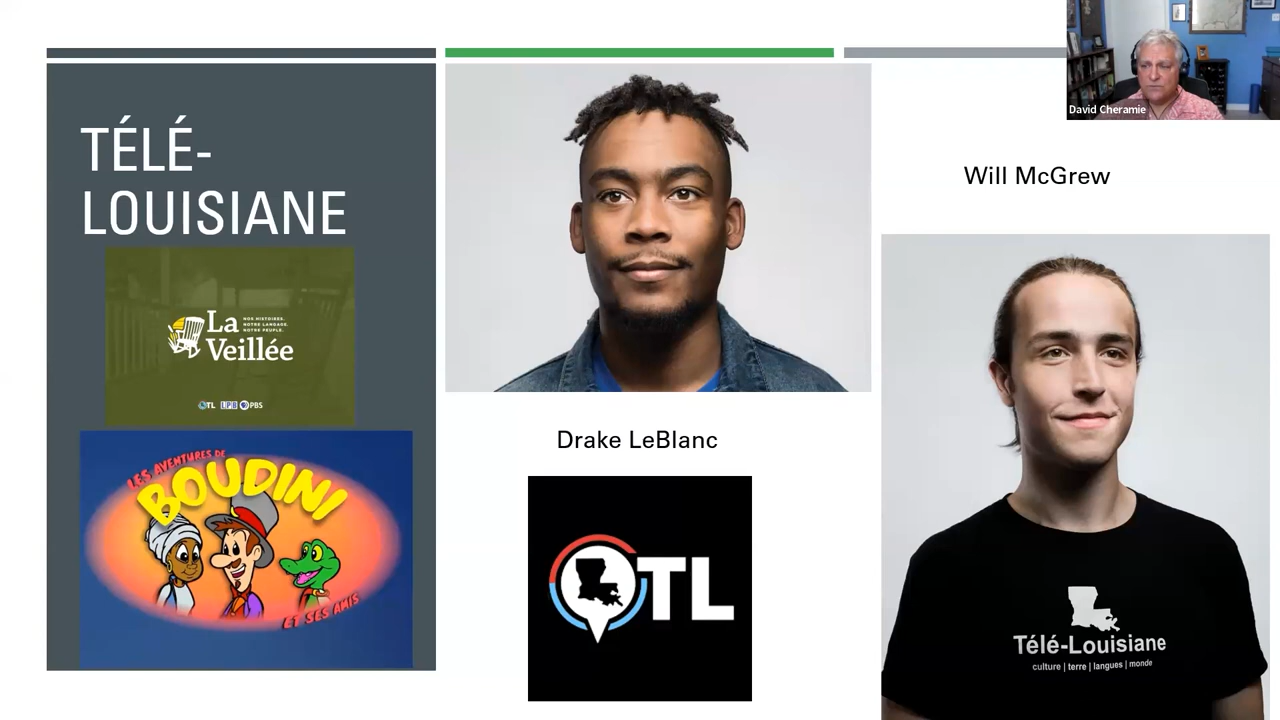 TÉLÉ-
LOUISIANE
La
Veillée
NOS HISTOIRES.
NOTRE LANGAGE.
NOTRE PEUPLE.
TL LPB PBS
LES AVENTURES DE
BOUDINI
ET SES AMIS
Drake LeBlanc
TL
David Cheramie
Will McGrew
Télé-Louisiane
culture | terre | langues | monde